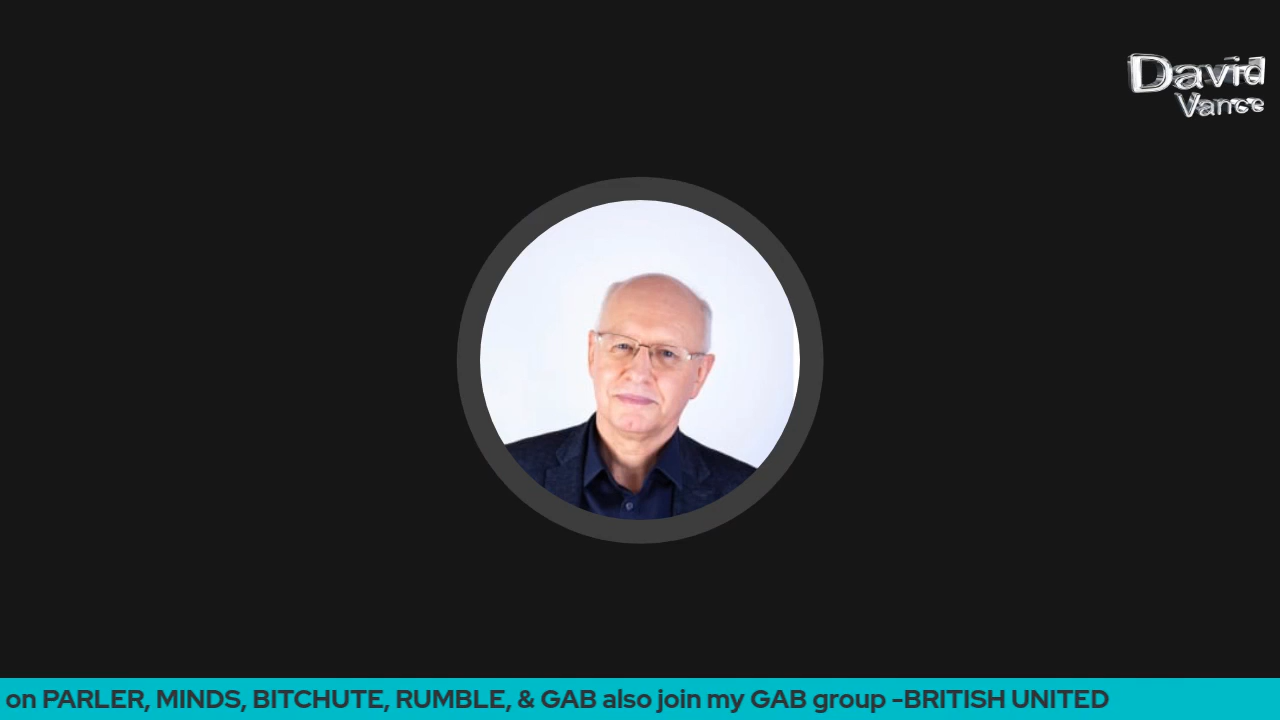 David
Vance
on PARLER, MINDS, BITCHUTE, RUMBLE, & GAB also join my GAB group -BRITISH UNITED